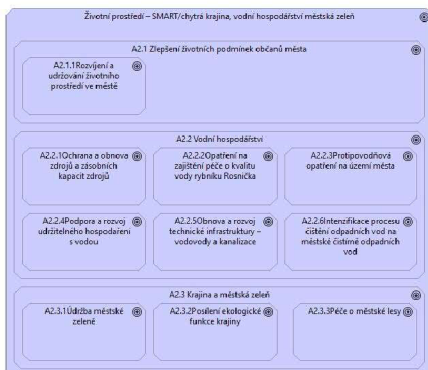 Životní prostředí – SMART/chytrá krajina, vodní hospodářství městská zeleň
A2.1 Zlepšení životních podmínek občanů města
A2.1.1Rozvíjení a
udržování životního
prostředí ve městě
A2.2 Vodní hospodářství
A2.2.1Ochrana a obnova
zdrojů a zásobních
kapacit zdrojů
A2.2.2Opatření na
zajištění péče o kvalitu
vody rybníku Rosnička
A2.2.3Protipovodňová
opatření na území města
A2.2.4Podpora a rozvoj
udržitelného hospodaření
s vodou
A2.2.5Obnova a rozvoj
technické infrastruktury –
vodovody a kanalizace
A2.2.6Intenzifikace procesu
čištění odpadních vod na
městské čistírně odpadních
vod
A2.3 Krajina a městská zeleň
A2.3.1Údržba městské
zeleně
A2.3.2Posílení ekologické
funkce krajiny
A2.3.3Péče o městské lesy